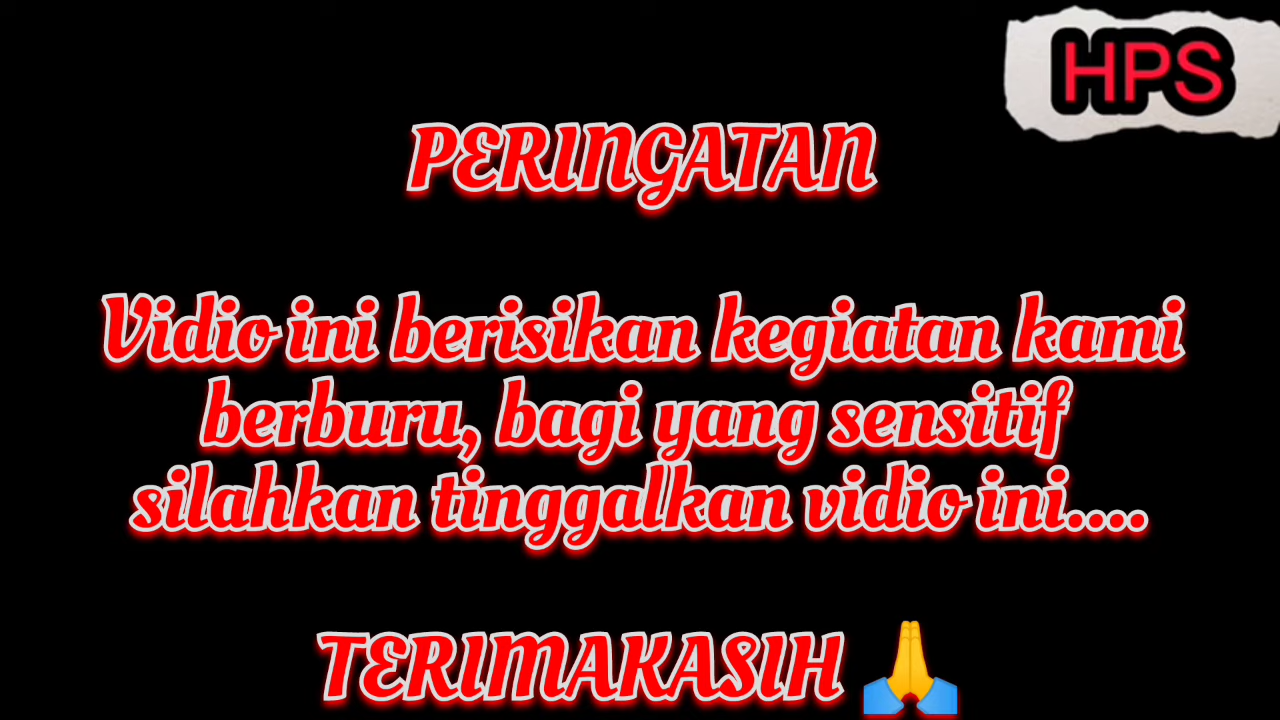 HPS
PERINGATAN
Vidio ini berisikan kegiatan kami
berburu, bagi yang sensitif
silahkan tinggalkan vidio ini....
TERIMAKASIH 🙏